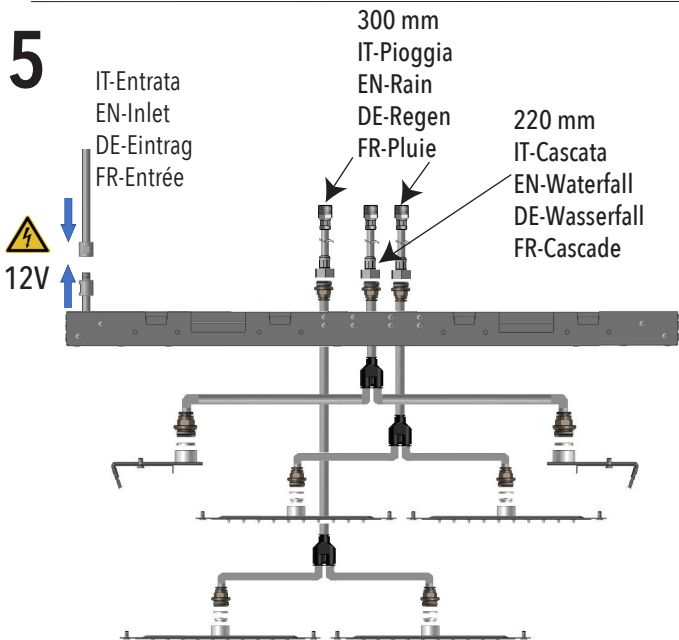 5
IT-Entrata
EN-Inlet
DE-Eintrag
FR-Entrée
12V
300 mm
IT-Pioggia
EN-Rain
DE-Regen
FR-Pluie
220 mm
IT-Cascata
EN-Waterfall
DE-Wasserfall
FR-Cascade